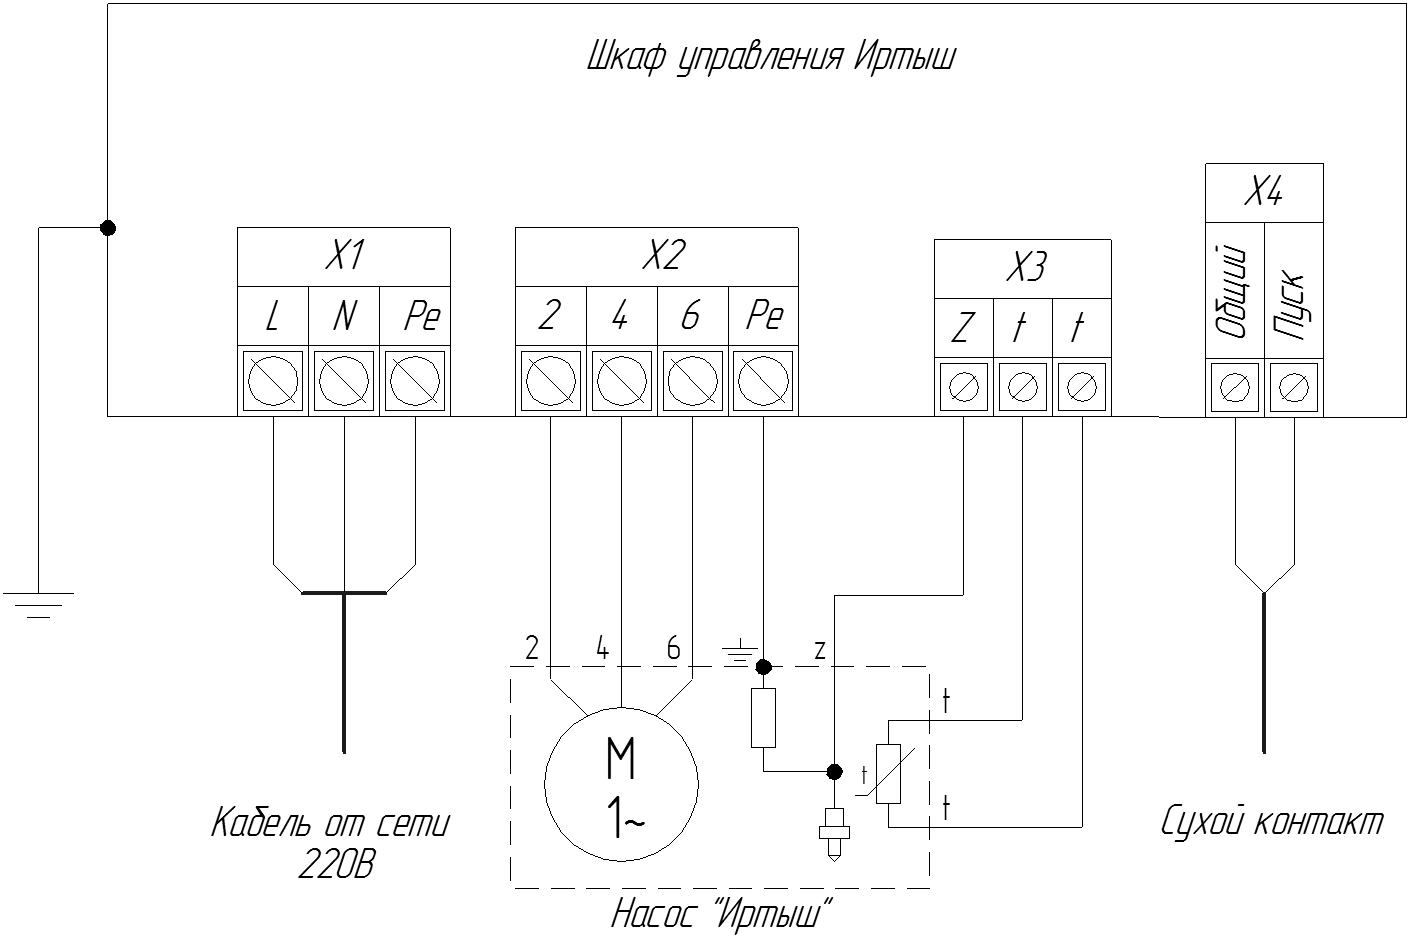 Шкаф управления Иртыш
X1
L N Pe
X2
2 4 6 Pe
X3
Z t t
X4
Общий
Пуск
2 4 6 z
t
t
t
M
1~
Кабель от сети
220В
Насос "Иртыш"
Сухой контакт